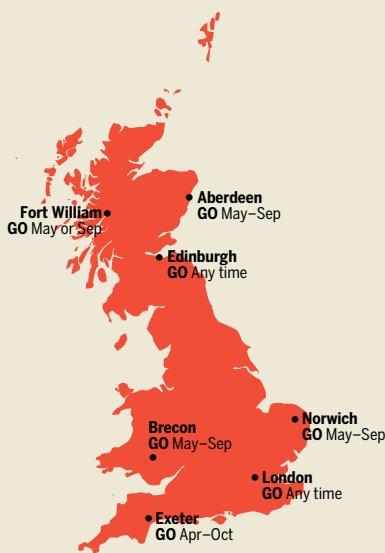 Aberdeen
GO May–Sep
Fort William
GO May or Sep
Edinburgh
GO Any time
Norwich
GO May–Sep
Brecon
GO May–Sep
London
GO Any time
Exeter
GO Apr–Oct